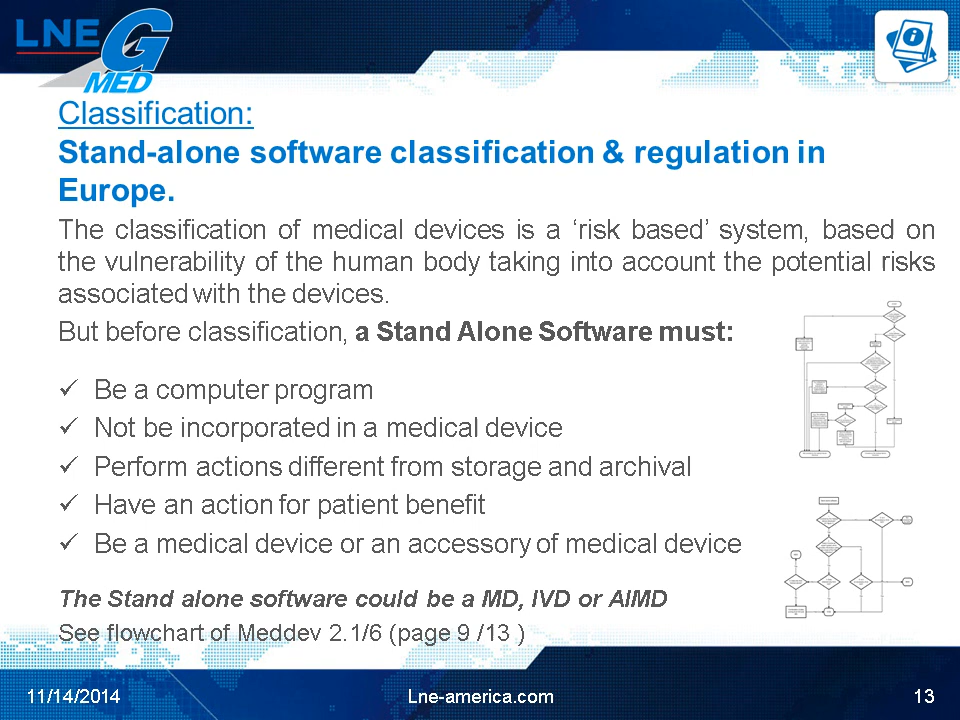 LNE G
MED
Classification:
Stand-alone software classification & regulation in
Europe.
The classification of medical devices is a ‘risk based’ system, based on
the vulnerability of the human body taking into account the potential risks
associated with the devices.
But before classification, a Stand Alone Software must:
✓ Be a computer program
✓ Not be incorporated in a medical device
✓ Perform actions different from storage and archival
✓ Have an action for patient benefit
✓ Be a medical device or an accessory of medical device
The Stand alone software could be a MD, IVD or AIMD
See flowchart of Meddev 2.1/6 (page 9 /13 )
11/14/2014
Lne-america.com
13